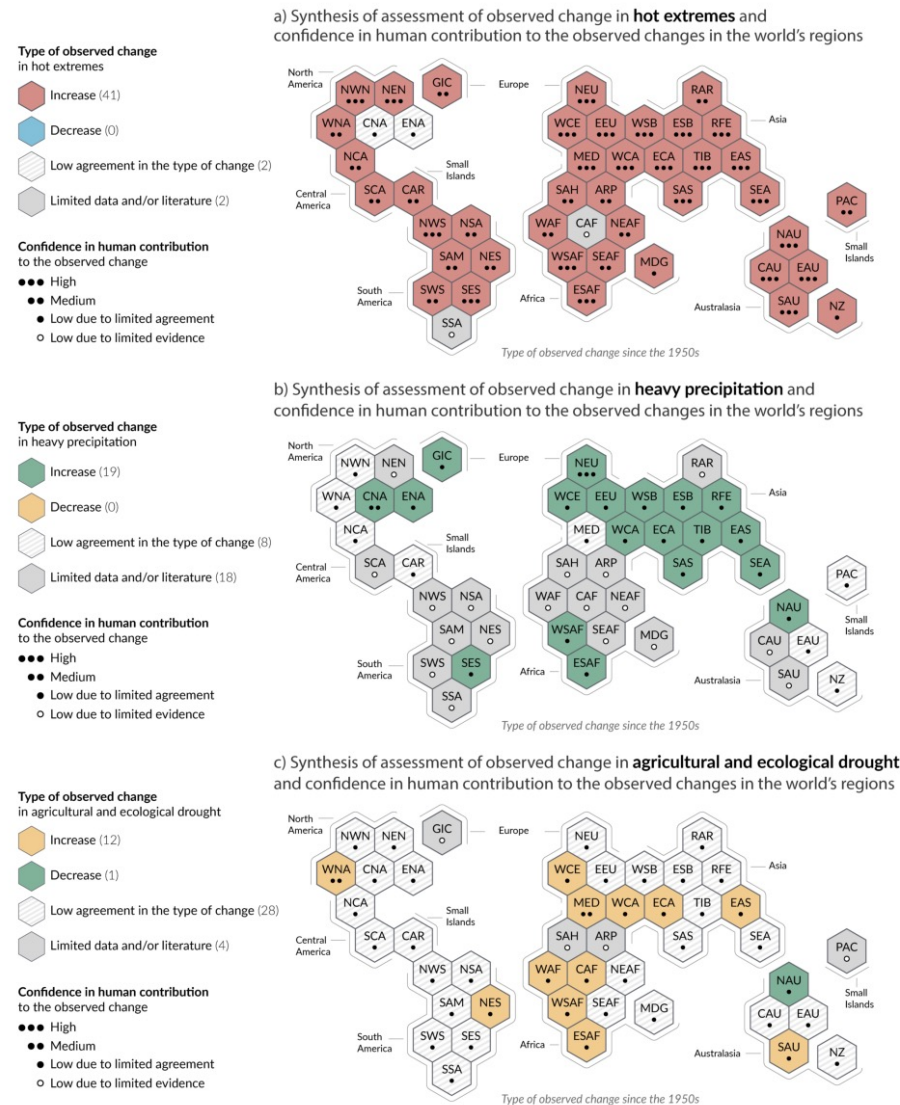 a) Synthesis of assessment of observed change in hot extremes and
confidence in human contribution to the observed changes in the world's regions
Type of observed change
in hot extremes
Increase (41)
Decrease (0)
Low agreement in the type of change (2)
Limited data and/or literature (2)
Confidence in human contribution
to the observed change
High
Medium
Low due to limited agreement
Low due to limited evidence
North
America
GIC
Europe
NWN NEN
NEU
RAR
WNA CNA ENA
WCE EEU WSB ESB RFE
Asia
NCA
MED WCA ECA TIB EAS
Small
Islands
Central
America
SCA CAR
SAH ARP
SAS
SEA
PAC
NWS NSA
WAF CAF NEAF
NAU
Small
Islands
SAM NES
WSAF SEAF
MDG
CAU EAU
South
America
SWS SES
Africa
ESAF
Australasia
SAU
NZ
SSA
Type of observed change since the 1950s
b) Synthesis of assessment of observed change in heavy precipitation and
confidence in human contribution to the observed changes in the world's regions
Type of observed change
in heavy precipitation
Increase (19)
Decrease (0)
Low agreement in the type of change (8)
Limited data and/or literature (18)
Confidence in human contribution
to the observed change
High
Medium
Low due to limited agreement
Low due to limited evidence
North
America
GIC
Europe
NWN NEN
NEU
RAR
WNA CNA ENA
WCE EEU WSB ESB RFE
Asia
NCA
MED WCA ECA TIB EAS
Small
Islands
Central
America
SCA CAR
SAH ARP
SAS
SEA
PAC
NWS NSA
WAF CAF NEAF
NAU
Small
Islands
SAM NES
WSAF SEAF
MDG
CAU EAU
South
America
SWS SES
Africa
ESAF
Australasia
SAU
NZ
SSA
Type of observed change since the 1950s
c) Synthesis of assessment of observed change in agricultural and ecological drought
and confidence in human contribution to the observed changes in the world's regions
Type of observed change
in agricultural and ecological drought
Increase (12)
Decrease (1)
Low agreement in the type of change (28)
Limited data and/or literature (4)
Confidence in human contribution
to the observed change
High
Medium
Low due to limited agreement
Low due to limited evidence
North
America
GIC
Europe
NWN NEN
NEU
RAR
WNA CNA ENA
WCE EEU WSB ESB RFE
Asia
NCA
MED WCA ECA TIB EAS
Small
Islands
Central
America
SCA CAR
SAH ARP
SAS
SEA
PAC
NWS NSA
WAF CAF NEAF
NAU
Small
Islands
SAM NES
WSAF SEAF
MDG
CAU EAU
South
America
SWS SES
Africa
ESAF
Australasia
SAU
NZ
SSA
Type of observed change since the 1950s